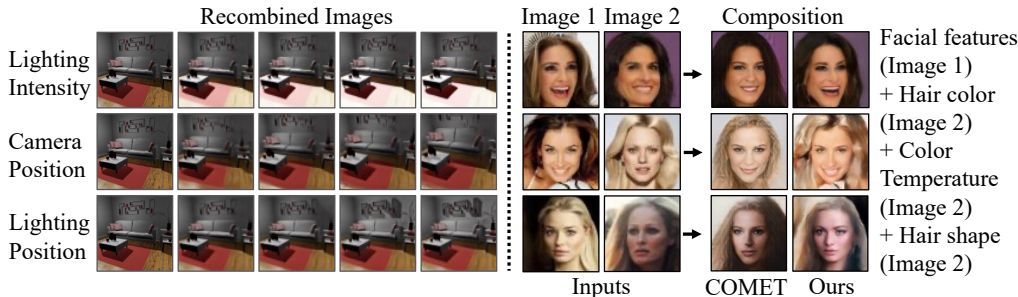 Recombined Images
Lighting
Intensity
Camera
Position
Lighting
Position
Image 1 Image 2 Composition
Inputs
COMET Ours
Facial features
(Image 1)
+ Hair color
(Image 2)
+ Color
Temperature
(Image 2)
+ Hair shape
(Image 2)